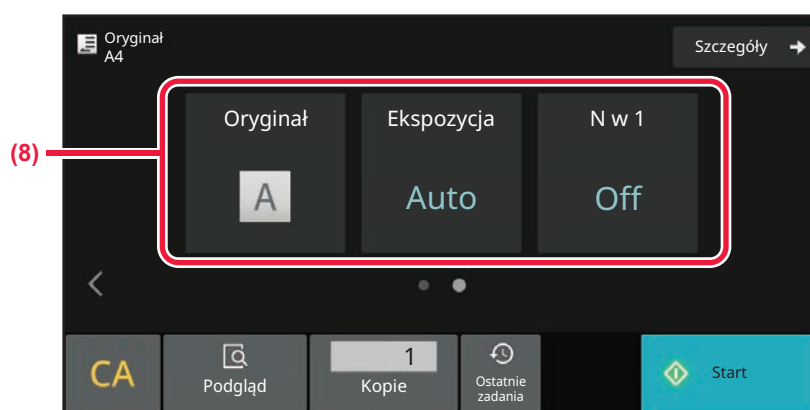 Oryginał
A4
Szczegóły
Oryginał
Ekspozycja
N w 1
(8)
A
Auto
Off
CA
Podgląd
1
Kopie
Ostatnie
zadania
Start